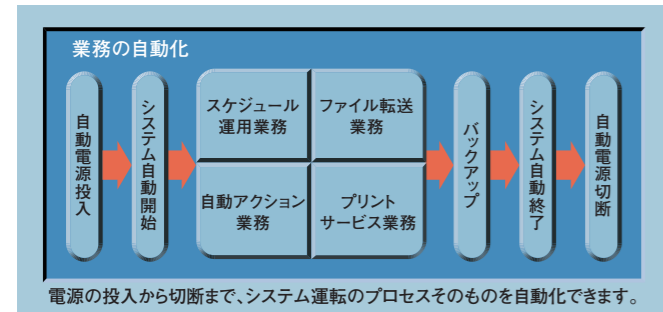 業務の自動化
自動電源投入
システム自動開始
スケジュール
運用業務
ファイル転送
業務
自動アクション
業務
プリント
サービス業務
バックアップ
システム自動終了
自動電源切断
電源の投入から切断まで、システム運転のプロセスそのものを自動化できます。